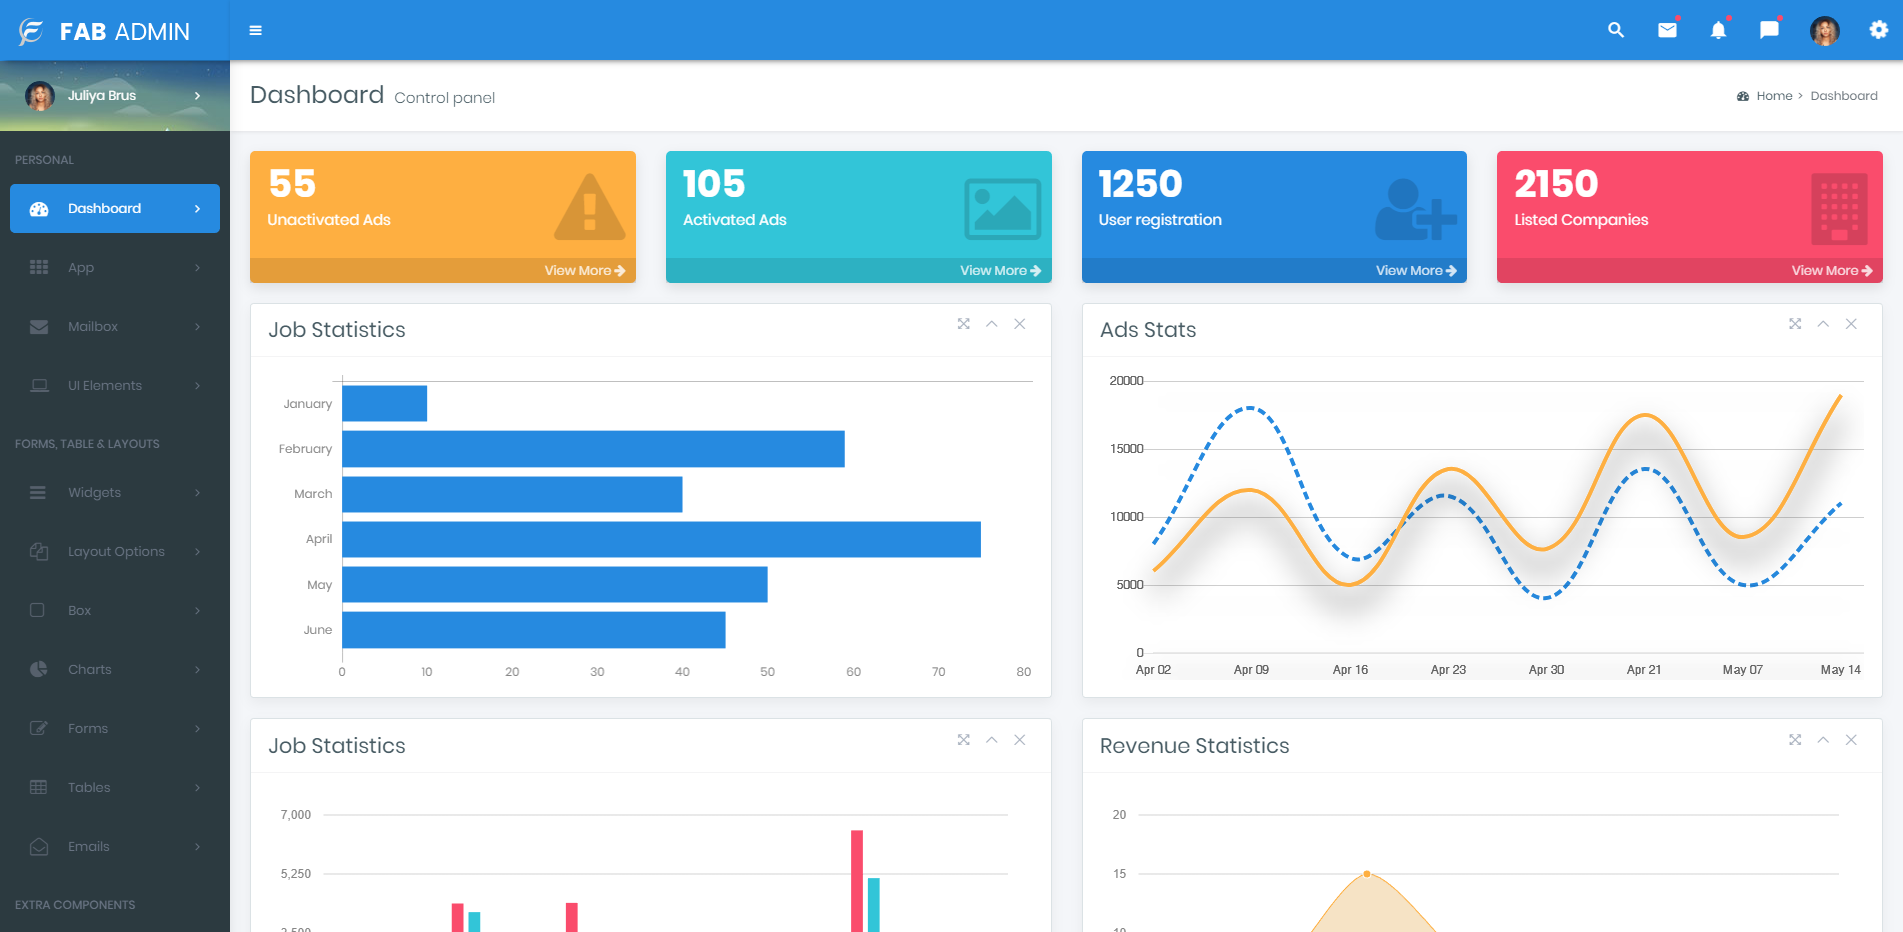 FAB ADMIN
Juliya Brus
PERSONAL
Dashboard
App
Mailbox
UI Elements
FORMS, TABLE & LAYOUTS
Widgets
Layout Options
Box
Charts
Forms
Tables
Emails
EXTRA COMPONENTS
Dashboard Control panel
Home > Dashboard
55
Unactivated Ads
View More
105
Activated Ads
View More
1250
User registration
View More
2150
Listed Companies
View More
Job Statistics
January
February
March
April
May
June
0 10 20 30 40 50 60 70 80
Ads Stats
20000
15000
10000
5000
0
Apr 02 Apr 09 Apr 16 Apr 23 Apr 30 Apr 21 May 07 May 14
Job Statistics
7,000
5,250
3,500
Revenue Statistics
20
15
10